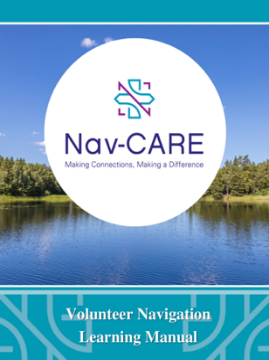 Nav-CARE
Making Connections, Making a Difference
Volunteer Navigation
Learning Manual